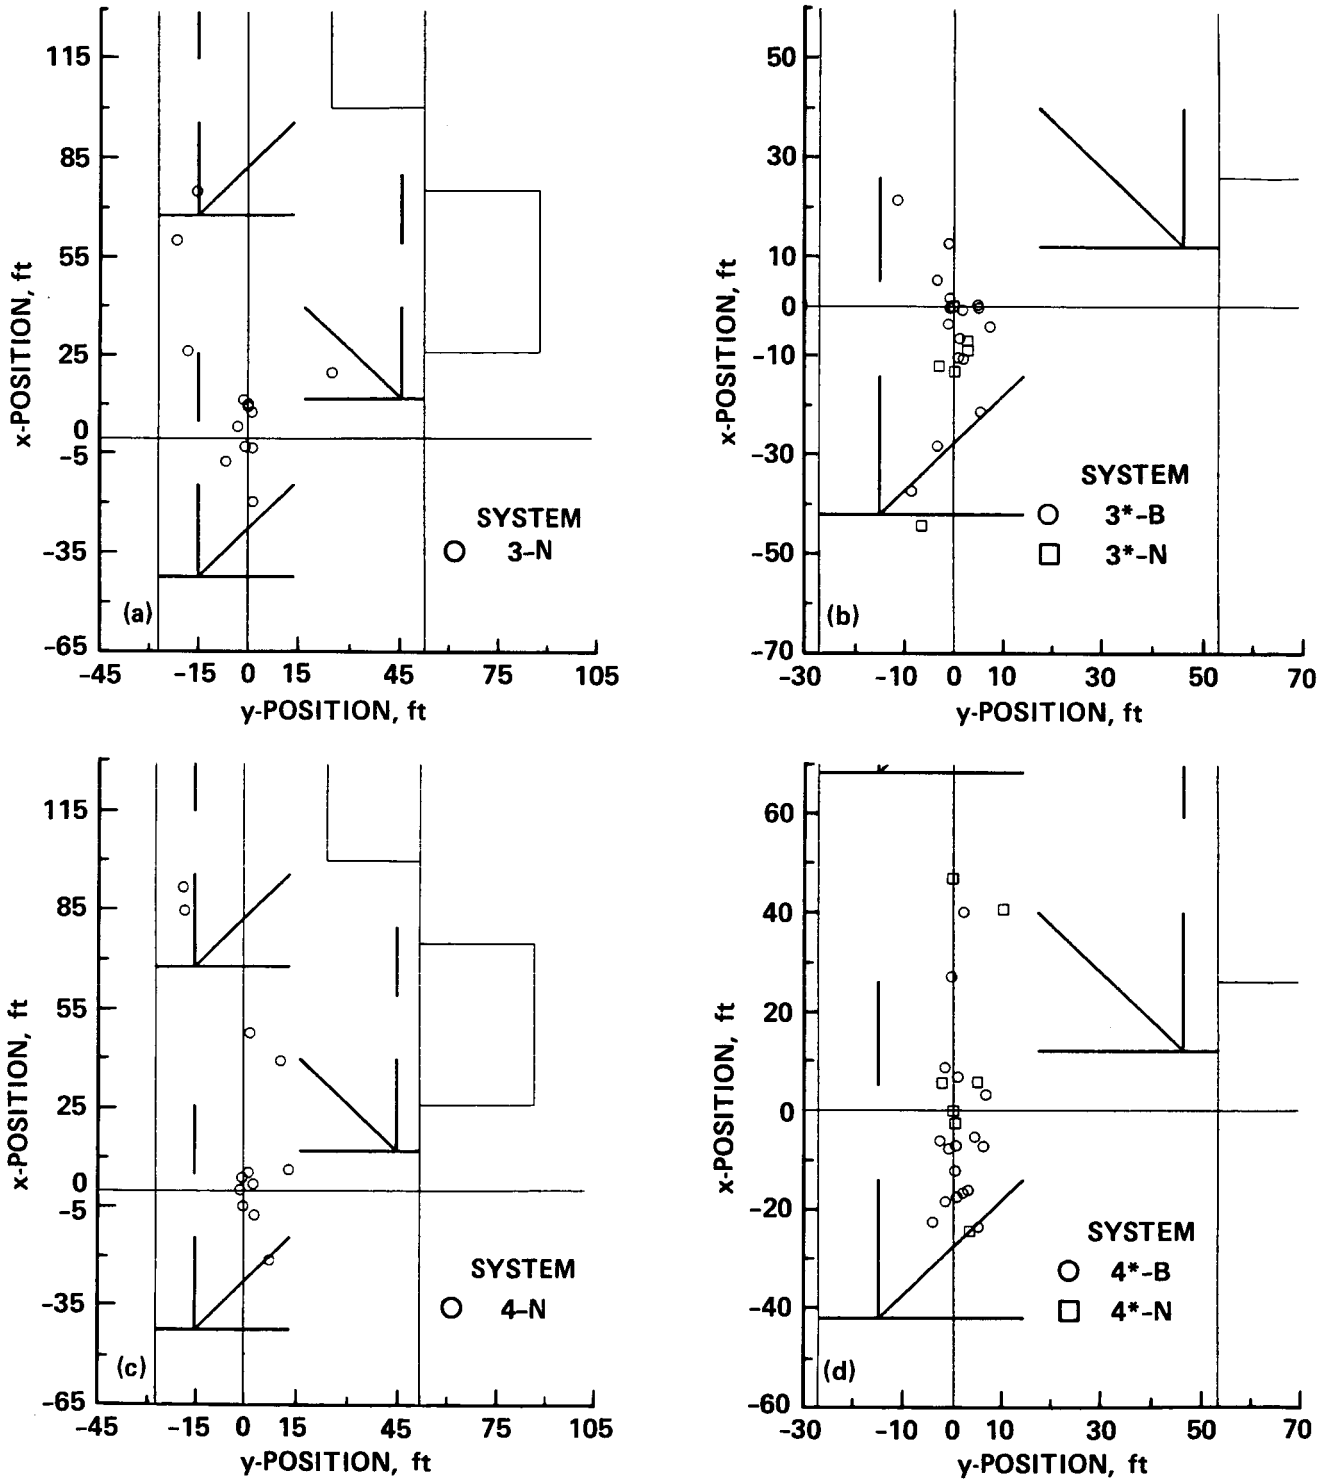 115
85
55
25
0
-5
-35
-65
x-POSITION, ft
(a)
SYSTEM
3-N
-45 -15 0 15 45 75 105
y-POSITION, ft
50
30
10
0
-10
-30
-50
-70
x-POSITION, ft
(b)
SYSTEM
3*-B
3*-N
-30 -10 0 10 30 50 70
y-POSITION, ft
115
85
55
25
0
-5
-35
-65
x-POSITION, ft
(c)
SYSTEM
4-N
-45 -15 0 15 45 75 105
y-POSITION, ft
60
40
20
0
-20
-40
-60
x-POSITION, ft
(d)
SYSTEM
4*-B
4*-N
-30 -10 0 10 30 50 70
y-POSITION, ft